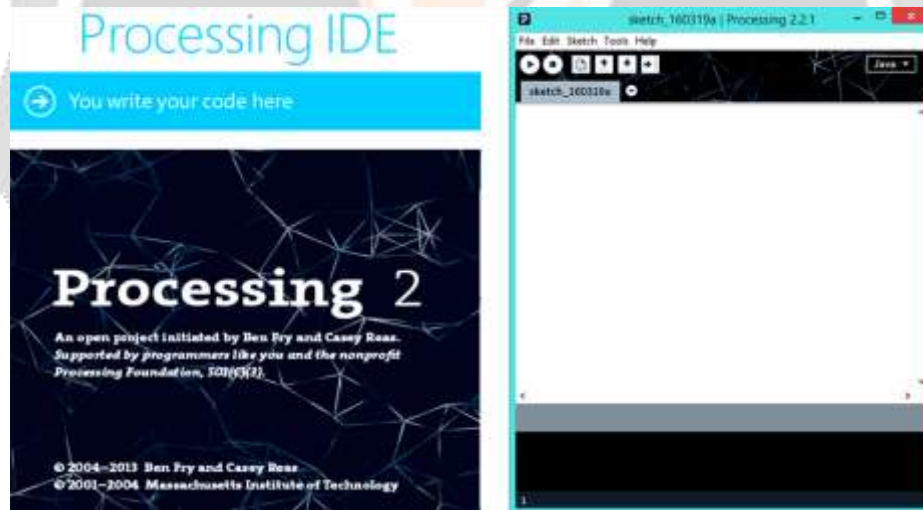 Processing IDE
You write your code here
Processing 2
An open project initiated by Ben Fry and Casey Reas.
Supported by programmers like you and the nonprofit
Processing Foundation, 501(c)(3).
© 2004–2013 Ben Fry and Casey Reas
© 2001–2004 Massachusetts Institute of Technology
sketch_160319a | Processing 2.2.1
File Edit Sketch Tools Help
Java
sketch_160319a
1